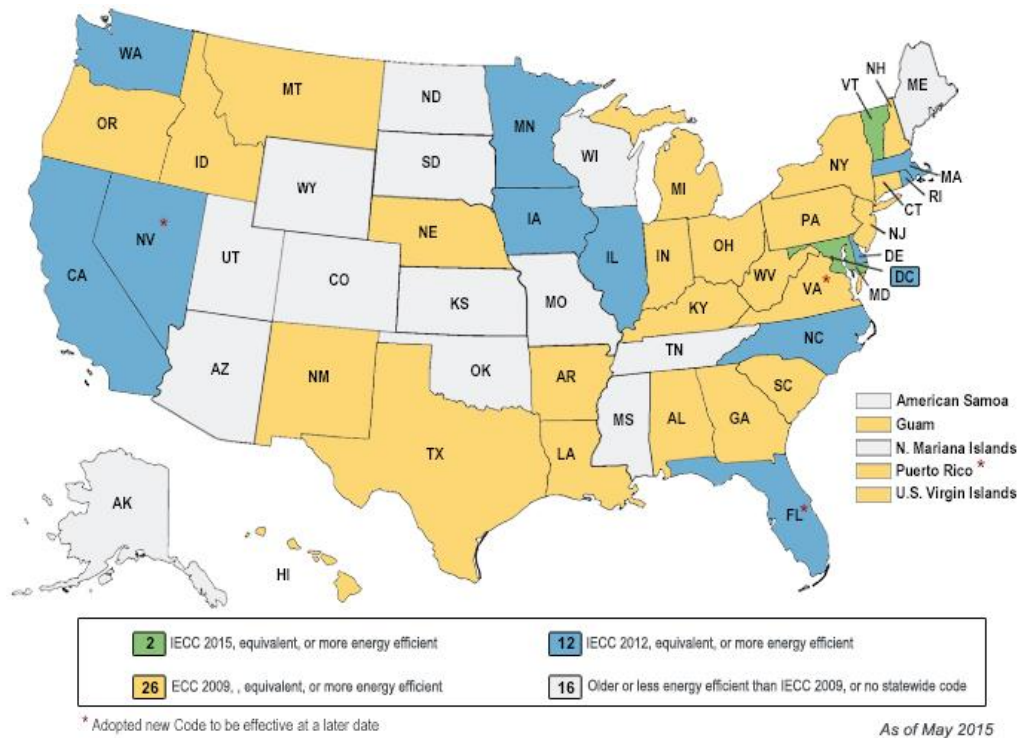 WA
MT
ND
MN
VT
NH
ME
OR
ID
SD
WI
NY
MA
WY
MI
RI
CT
NV *
NE
IA
PA
NJ
CA
UT
IL
IN
OH
DE
CO
WV
DC
VA *
MD
KS
MO
KY
AZ
NM
OK
AR
TN
NC
SC
MS
AL
GA
TX
LA
American Samoa
Guam
N. Mariana Islands
Puerto Rico *
U.S. Virgin Islands
AK
FL *
HI
2 IECC 2015, equivalent, or more energy efficient
12 IECC 2012, equivalent, or more energy efficient
26 ECC 2009, , equivalent, or more energy efficient
16 Older or less energy efficient than IECC 2009, or no statewide code
* Adopted new Code to be effective at a later date
As of May 2015